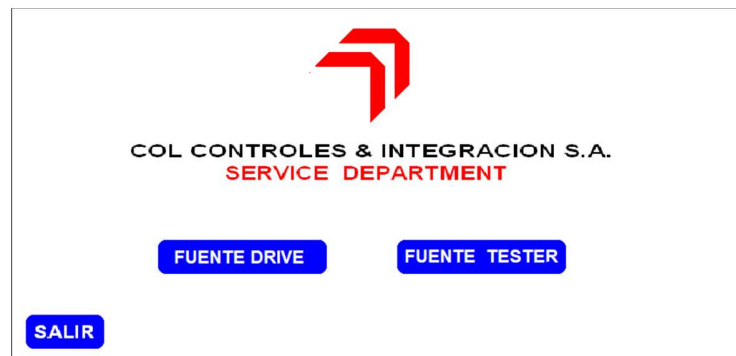 COL CONTROLES & INTEGRACION S.A.
SERVICE DEPARTMENT
FUENTE DRIVE
FUENTE TESTER
SALIR